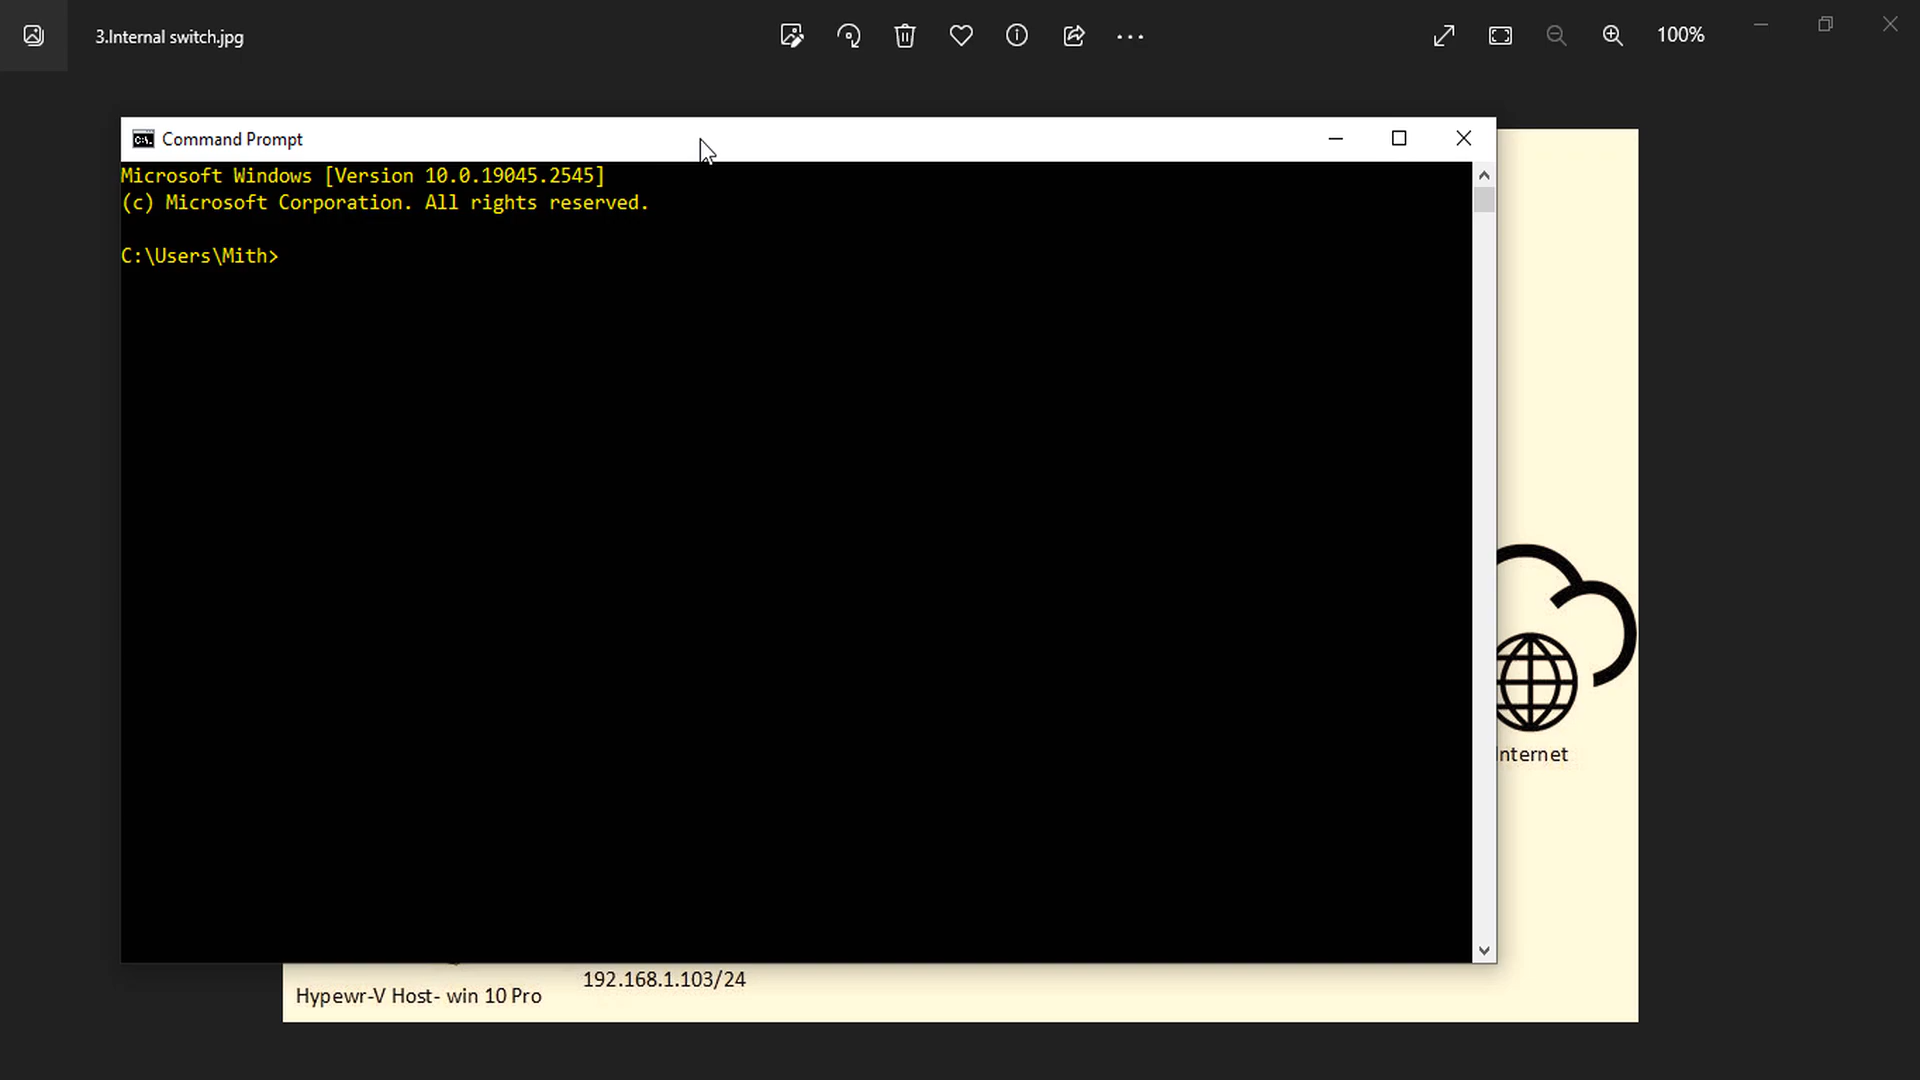 3.Internal switch.jpg
100%
Command Prompt
Microsoft Windows [Version 10.0.19045.2545]
(c) Microsoft Corporation. All rights reserved.
C:\Users\Mith>
Internet
192.168.1.103/24
Hypewr-V Host- win 10 Pro